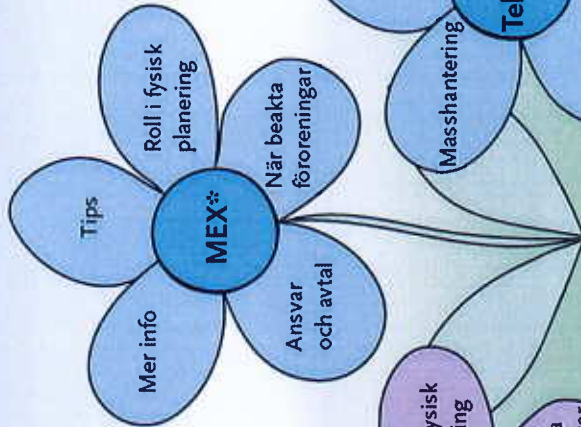 Tips
Roll i fysisk
planering
När beakta
föroreningar
MEX*
Mer info
Ansvar
och avtal
Masshantering